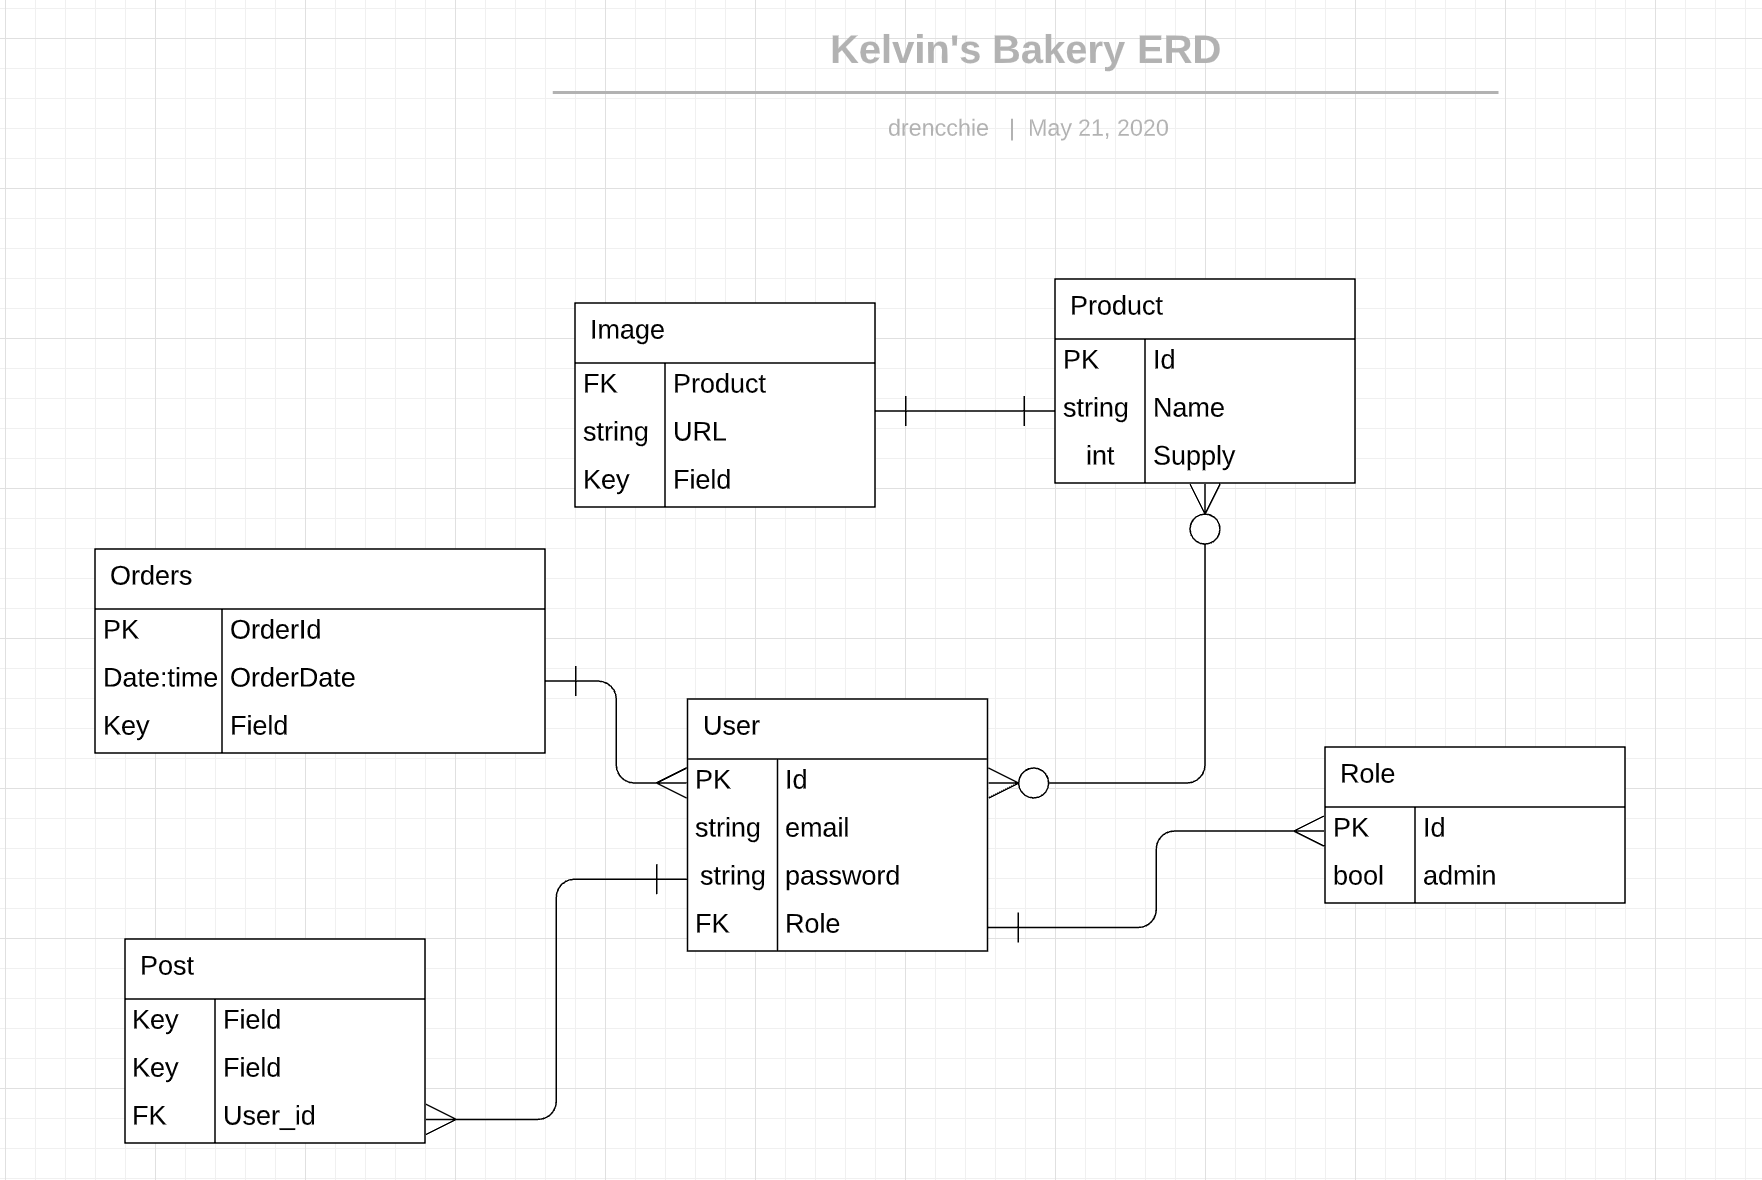 Kelvin's Bakery ERD
drencchie | May 21, 2020
Product
PK Id
string Name
int Supply
Image
FK Product
string URL
Key Field
Orders
PK OrderId
Date:time OrderDate
Key Field
User
PK Id
string email
string password
FK Role
Role
PK Id
bool admin
Post
Key Field
Key Field
FK User_id